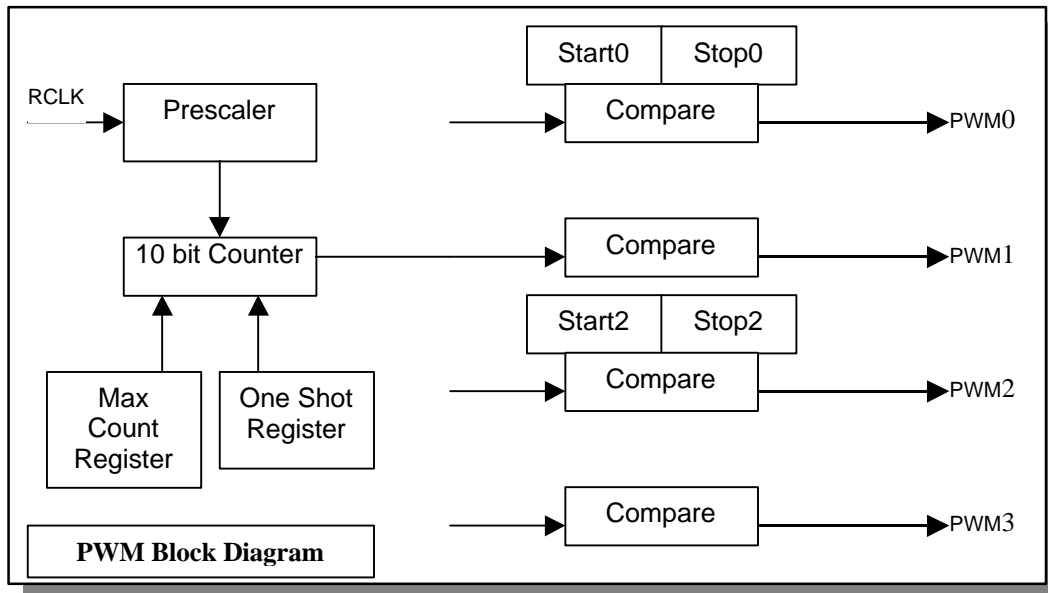 Start0 Stop0
RCLK
Prescaler
Compare
PWM0
10 bit Counter
Compare
PWM1
Start2 Stop2
Compare
PWM2
Max
Count
Register
One Shot
Register
Compare
PWM3
PWM Block Diagram